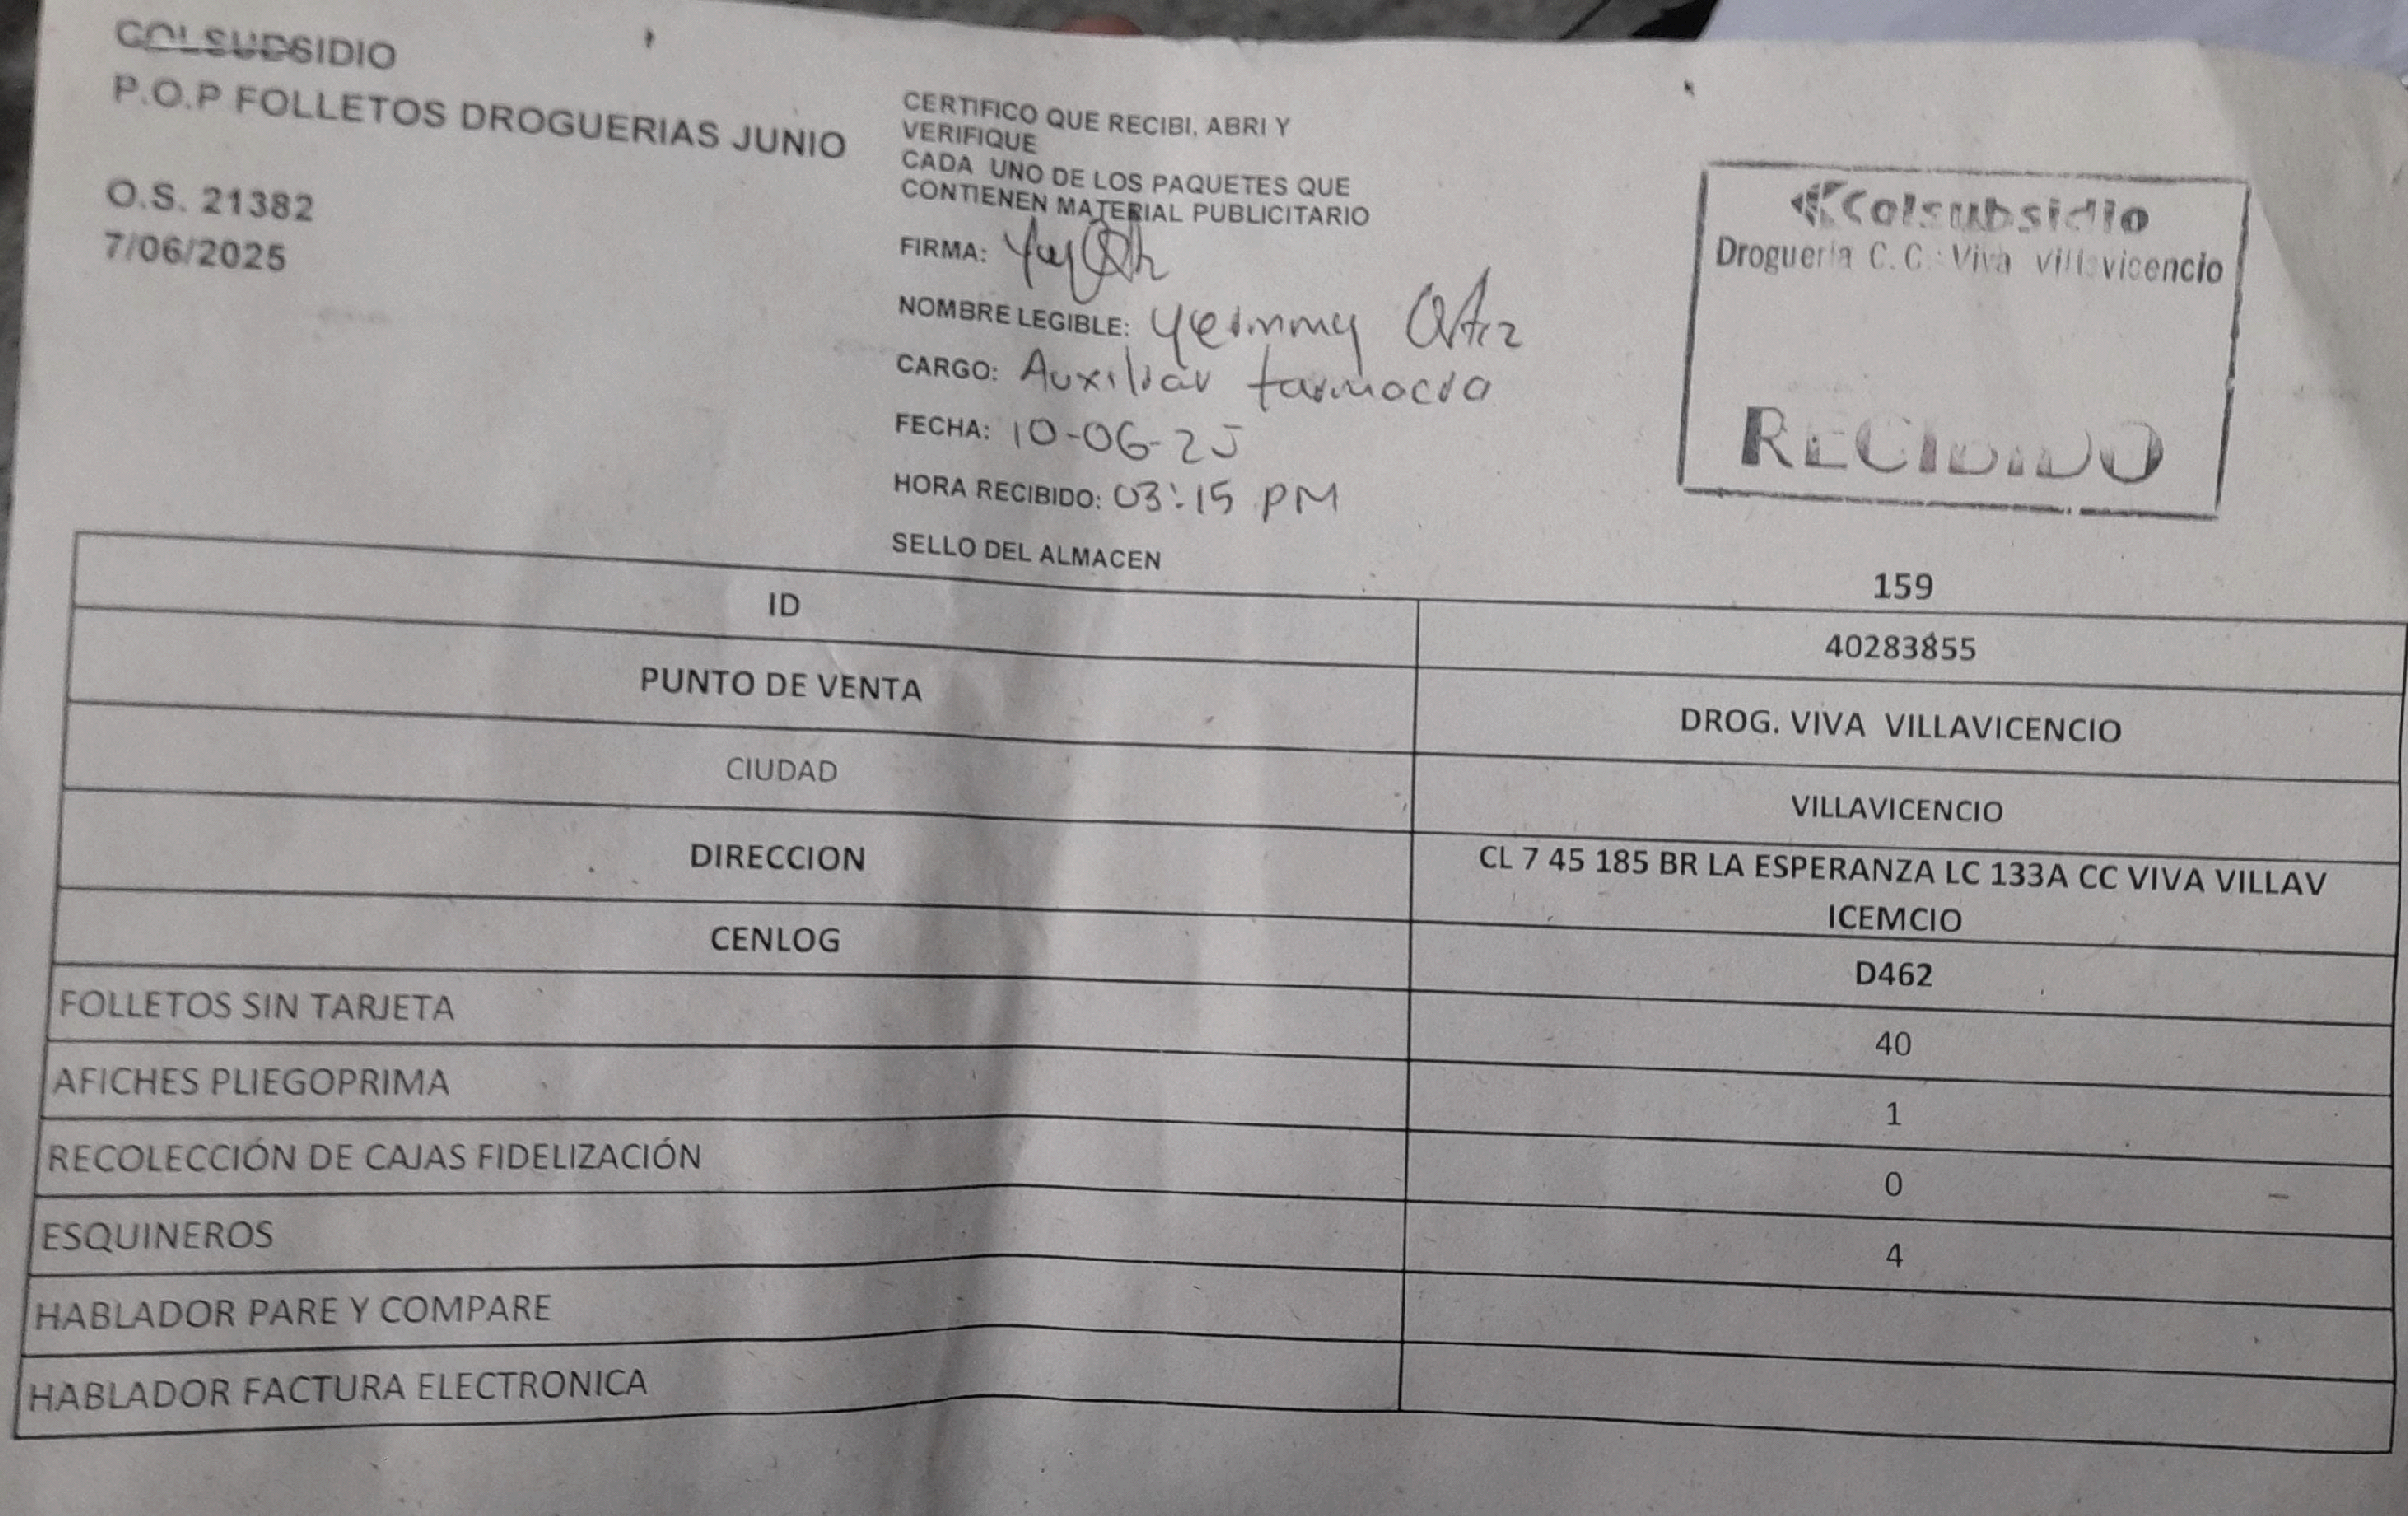 COLSUBSIDIO
P.O.P FOLLETOS DROGUERIAS JUNIO
O.S. 21382
7/06/2025
CERTIFICO QUE RECIBI, ABRI Y
VERIFIQUE
CADA UNO DE LOS PAQUETES QUE
CONTIENEN MATERIAL PUBLICITARIO
FIRMA:
NOMBRE LEGIBLE: Yeimmy Ortiz
CARGO: Auxiliar farmacia
FECHA: 10-06-25
HORA RECIBIDO: 03:15 PM
SELLO DEL ALMACEN
Colsubsidio
Droguería C.C. Viva Villavicencio
RECIBIDO
159
ID 40283855
PUNTO DE VENTA DROG. VIVA VILLAVICENCIO
CIUDAD VILLAVICENCIO
DIRECCION CL 7 45 185 BR LA ESPERANZA LC 133A CC VIVA VILLAV
ICEMCIO
CENLOG D462
FOLLETOS SIN TARJETA 40
AFICHES PLIEGOPRIMA 1
RECOLECCIÓN DE CAJAS FIDELIZACIÓN 0
ESQUINEROS 4
HABLADOR PARE Y COMPARE
HABLADOR FACTURA ELECTRONICA